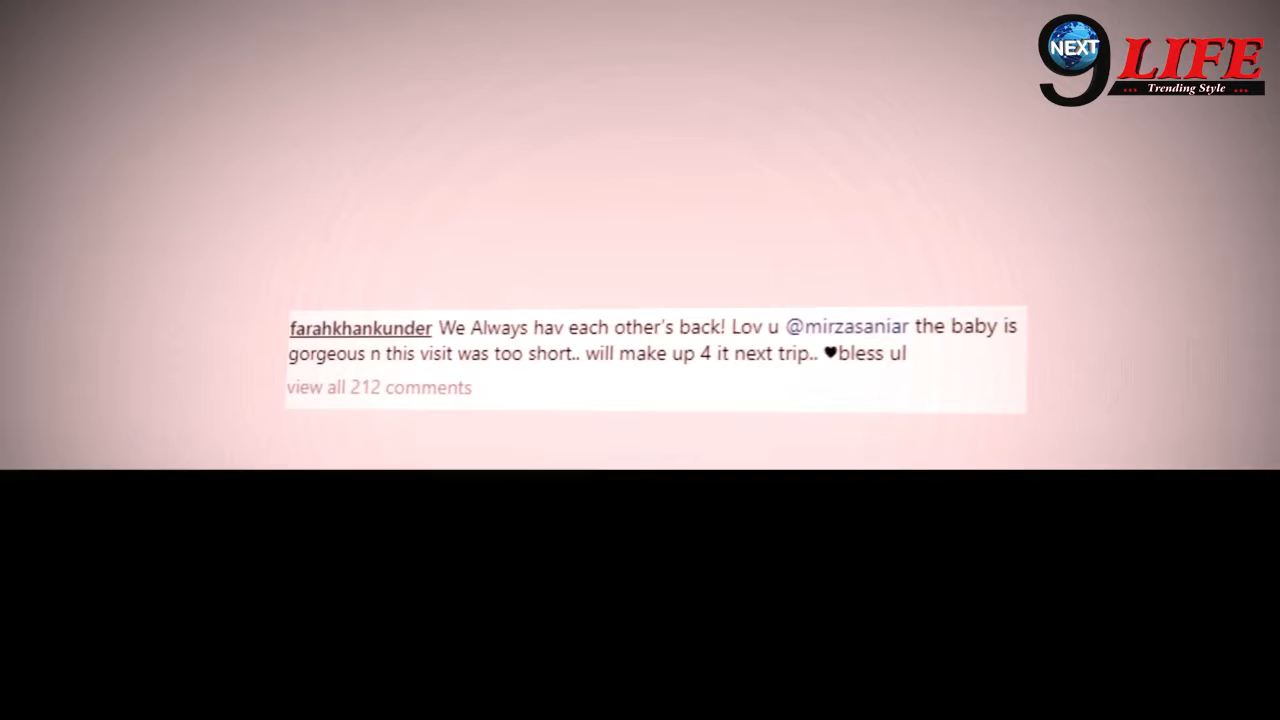 9 NEXT LIFE
... Trending Style ...
farahkhankunder We Always hav each other's back! Lov u @mirzasaniar the baby is
gorgeous n this visit was too short.. will make up 4 it next trip.. ♥bless ul
view all 212 comments